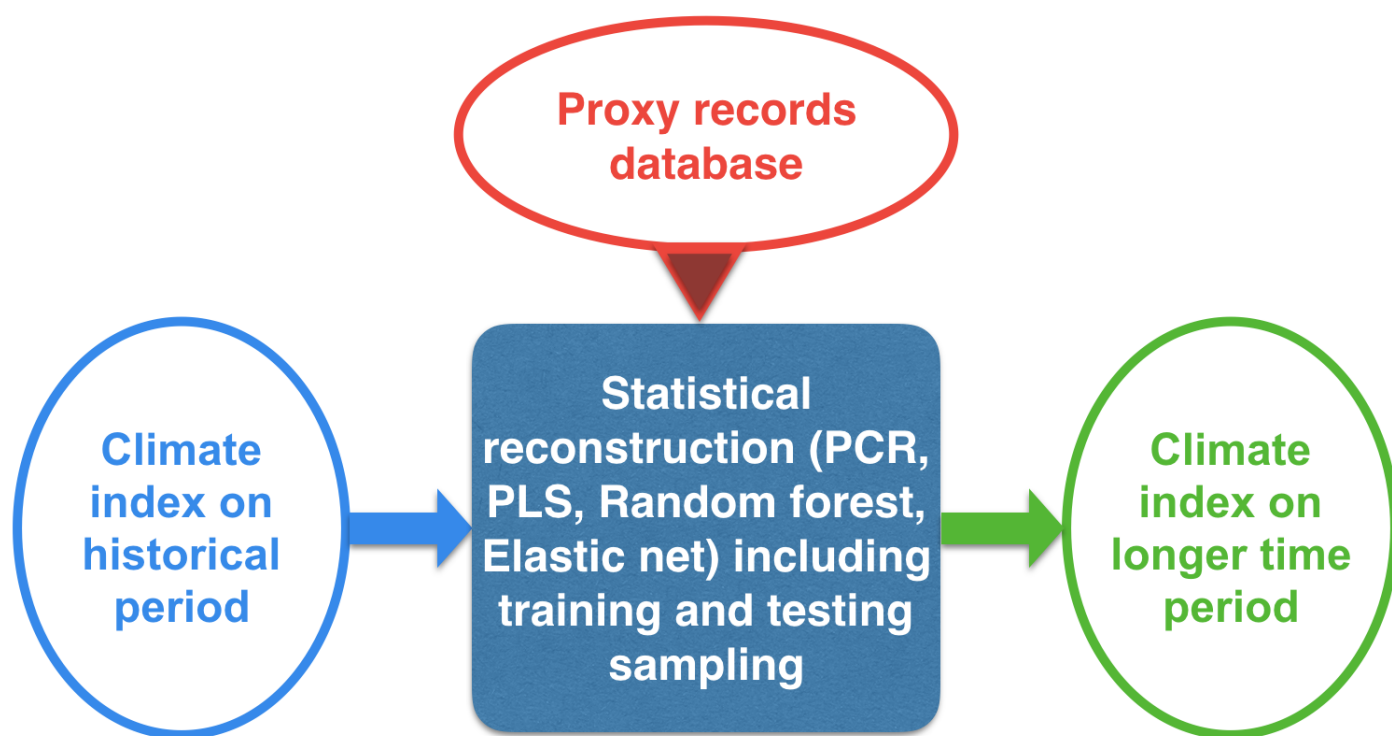 Proxy records
database
Climate
index on
historical
period
Statistical
reconstruction (PCR,
PLS, Random forest,
Elastic net) including
training and testing
sampling
Climate
index on
longer time
period